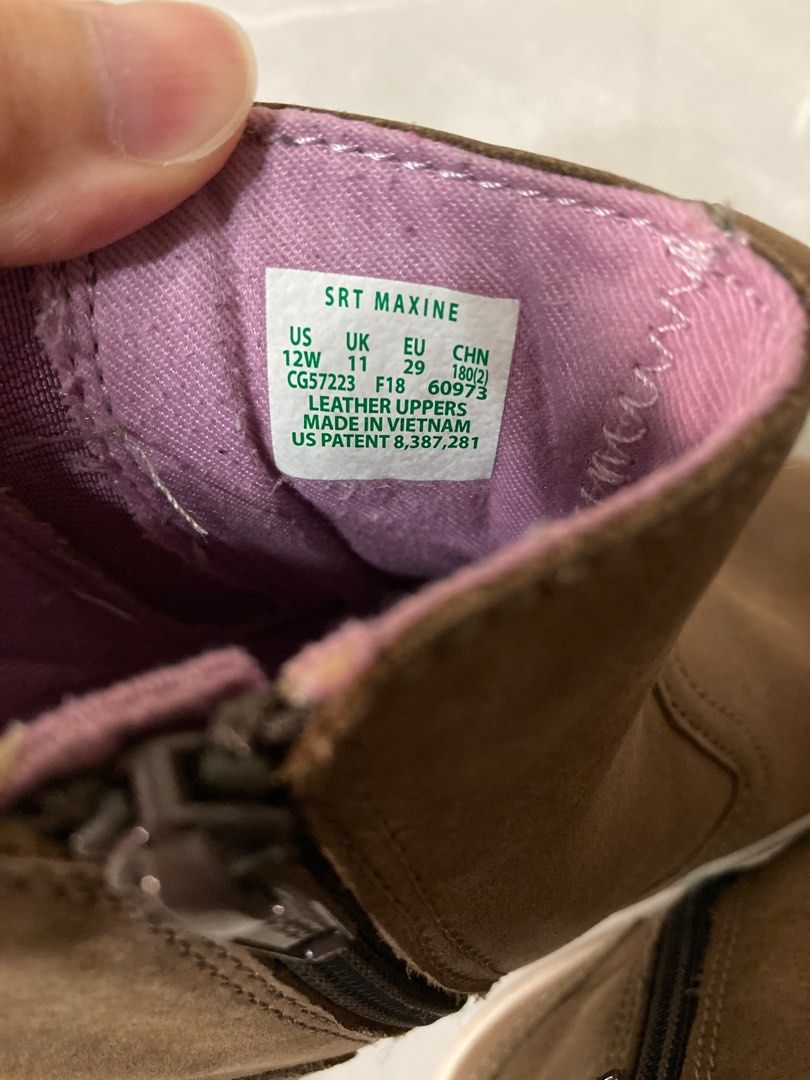 SRT MAXINE
US UK EU CHN
12W 11 29 180(2)
CG57223 F18 60973
LEATHER UPPERS
MADE IN VIETNAM
US PATENT 8,387,281